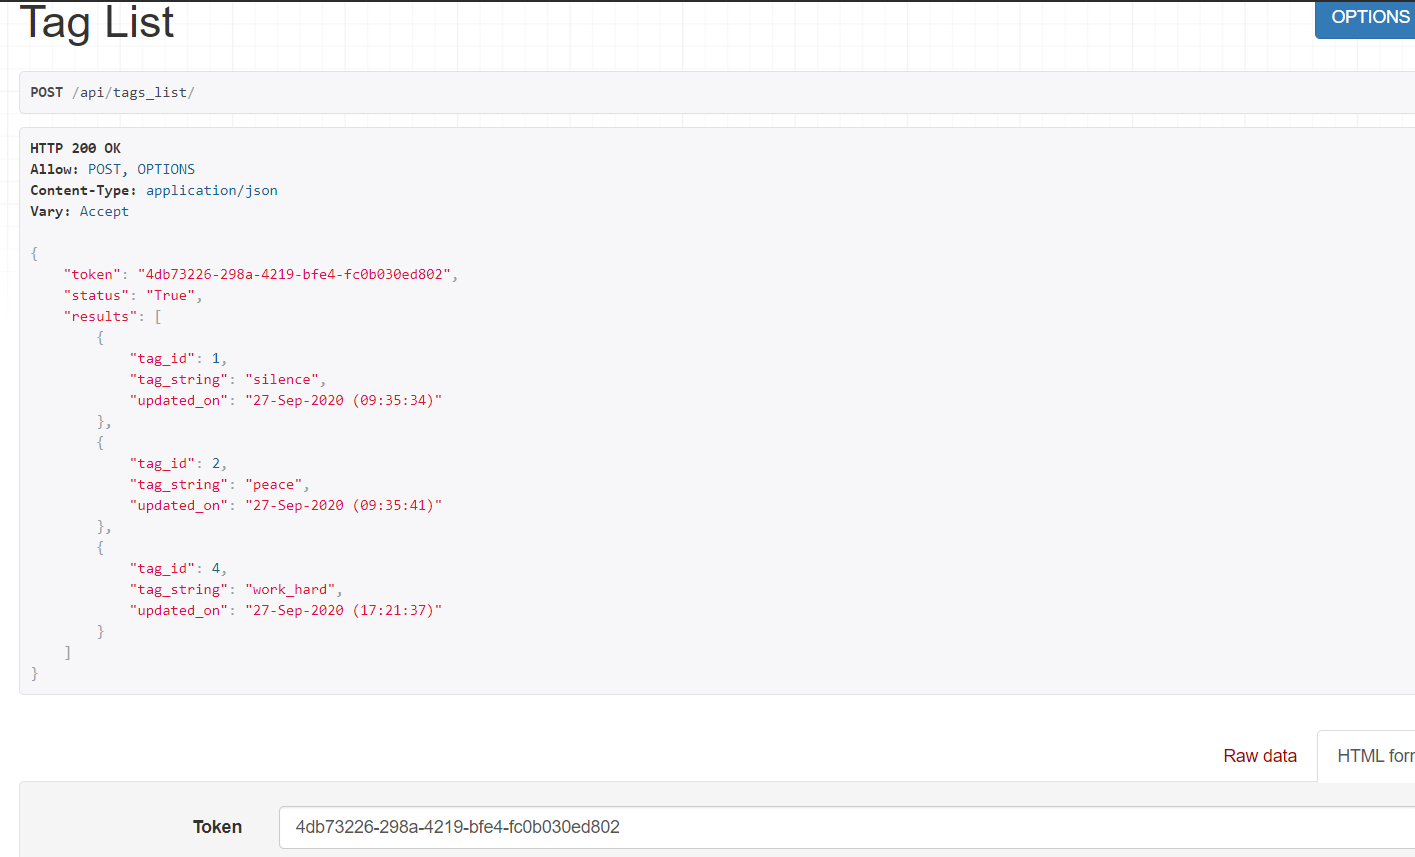 Tag List
OPTIONS
POST /api/tags_list/
HTTP 200 OK
Allow: POST, OPTIONS
Content-Type: application/json
Vary: Accept
{
    "token": "4db73226-298a-4219-bfe4-fc0b030ed802",
    "status": "True",
    "results": [
        {
            "tag_id": 1,
            "tag_string": "silence",
            "updated_on": "27-Sep-2020 (09:35:34)"
        },
        {
            "tag_id": 2,
            "tag_string": "peace",
            "updated_on": "27-Sep-2020 (09:35:41)"
        },
        {
            "tag_id": 4,
            "tag_string": "work_hard",
            "updated_on": "27-Sep-2020 (17:21:37)"
        }
    ]
}
Raw data
HTML for
Token
4db73226-298a-4219-bfe4-fc0b030ed802